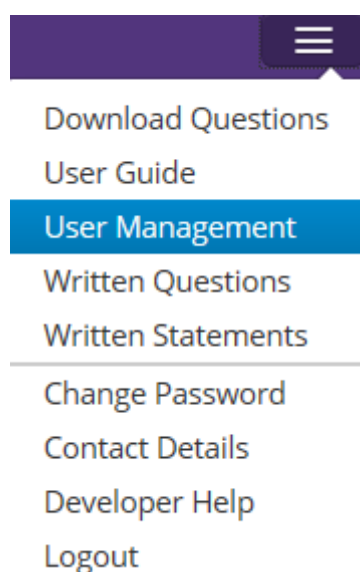 Download Questions
User Guide
User Management
Written Questions
Written Statements
Change Password
Contact Details
Developer Help
Logout